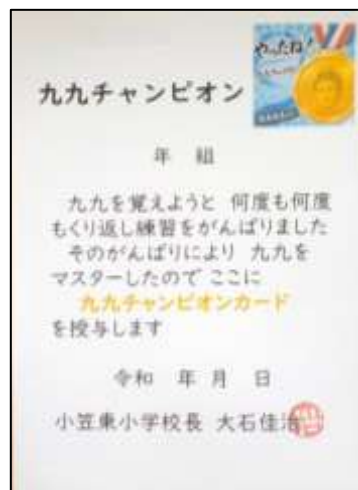 やったね!
九九チャンピオン
年 組
九九を覚えようと 何度も何度
もくり返し練習をがんばりました
そのがんばりにより 九九を
マスターしたので ここに
九九チャンピオンカード
を授与します
令和 年 月 日
小笠東小学校長 大石佳治